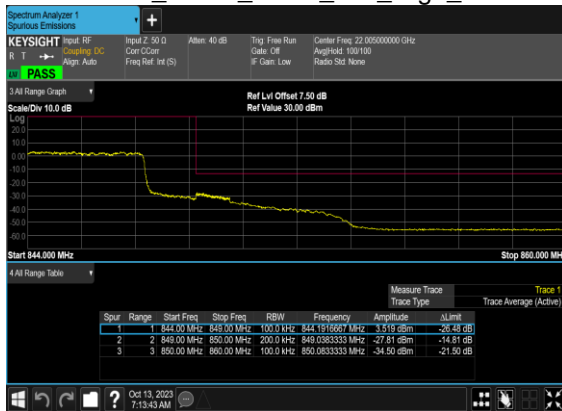 Spectrum Analyzer 1
Spurious Emissions
+
KEYSIGHT Input: RF Input Z: 50 Ω Atten: 40 dB Trig: Free Run Center Freq: 22.005000000 GHz
R T Coupling: DC Corr CCorr Gate: Off Avg|Hold: 100/100
Align: Auto Freq Ref: Int (S) IF Gain: Low Radio Std: None
PASS
3 All Range Graph Ref Lvl Offset 7.50 dB
Scale/Div 10.0 dB Ref Value 30.00 dBm
Log
20.0
10.0
0.00
-10.0
-20.0
-30.0
-40.0
-50.0
-60.0
Start 844.000 MHz Stop 860.000 MH
4 All Range Table
Measure Trace Trace 1
Trace Type Trace Average (Active)
Spur Range Start Freq Stop Freq RBW Frequency Amplitude ΔLimit
1 1 844.00 MHz 849.00 MHz 100.0 kHz 844.1916667 MHz 3.519 dBm -26.48 dB
2 2 849.00 MHz 850.00 MHz 200.0 kHz 849.0383333 MHz -27.81 dBm -14.81 dB
3 3 850.00 MHz 860.00 MHz 100.0 kHz 850.0833333 MHz -34.50 dBm -21.50 dB
? Oct 13, 2023
7:13:43 AM